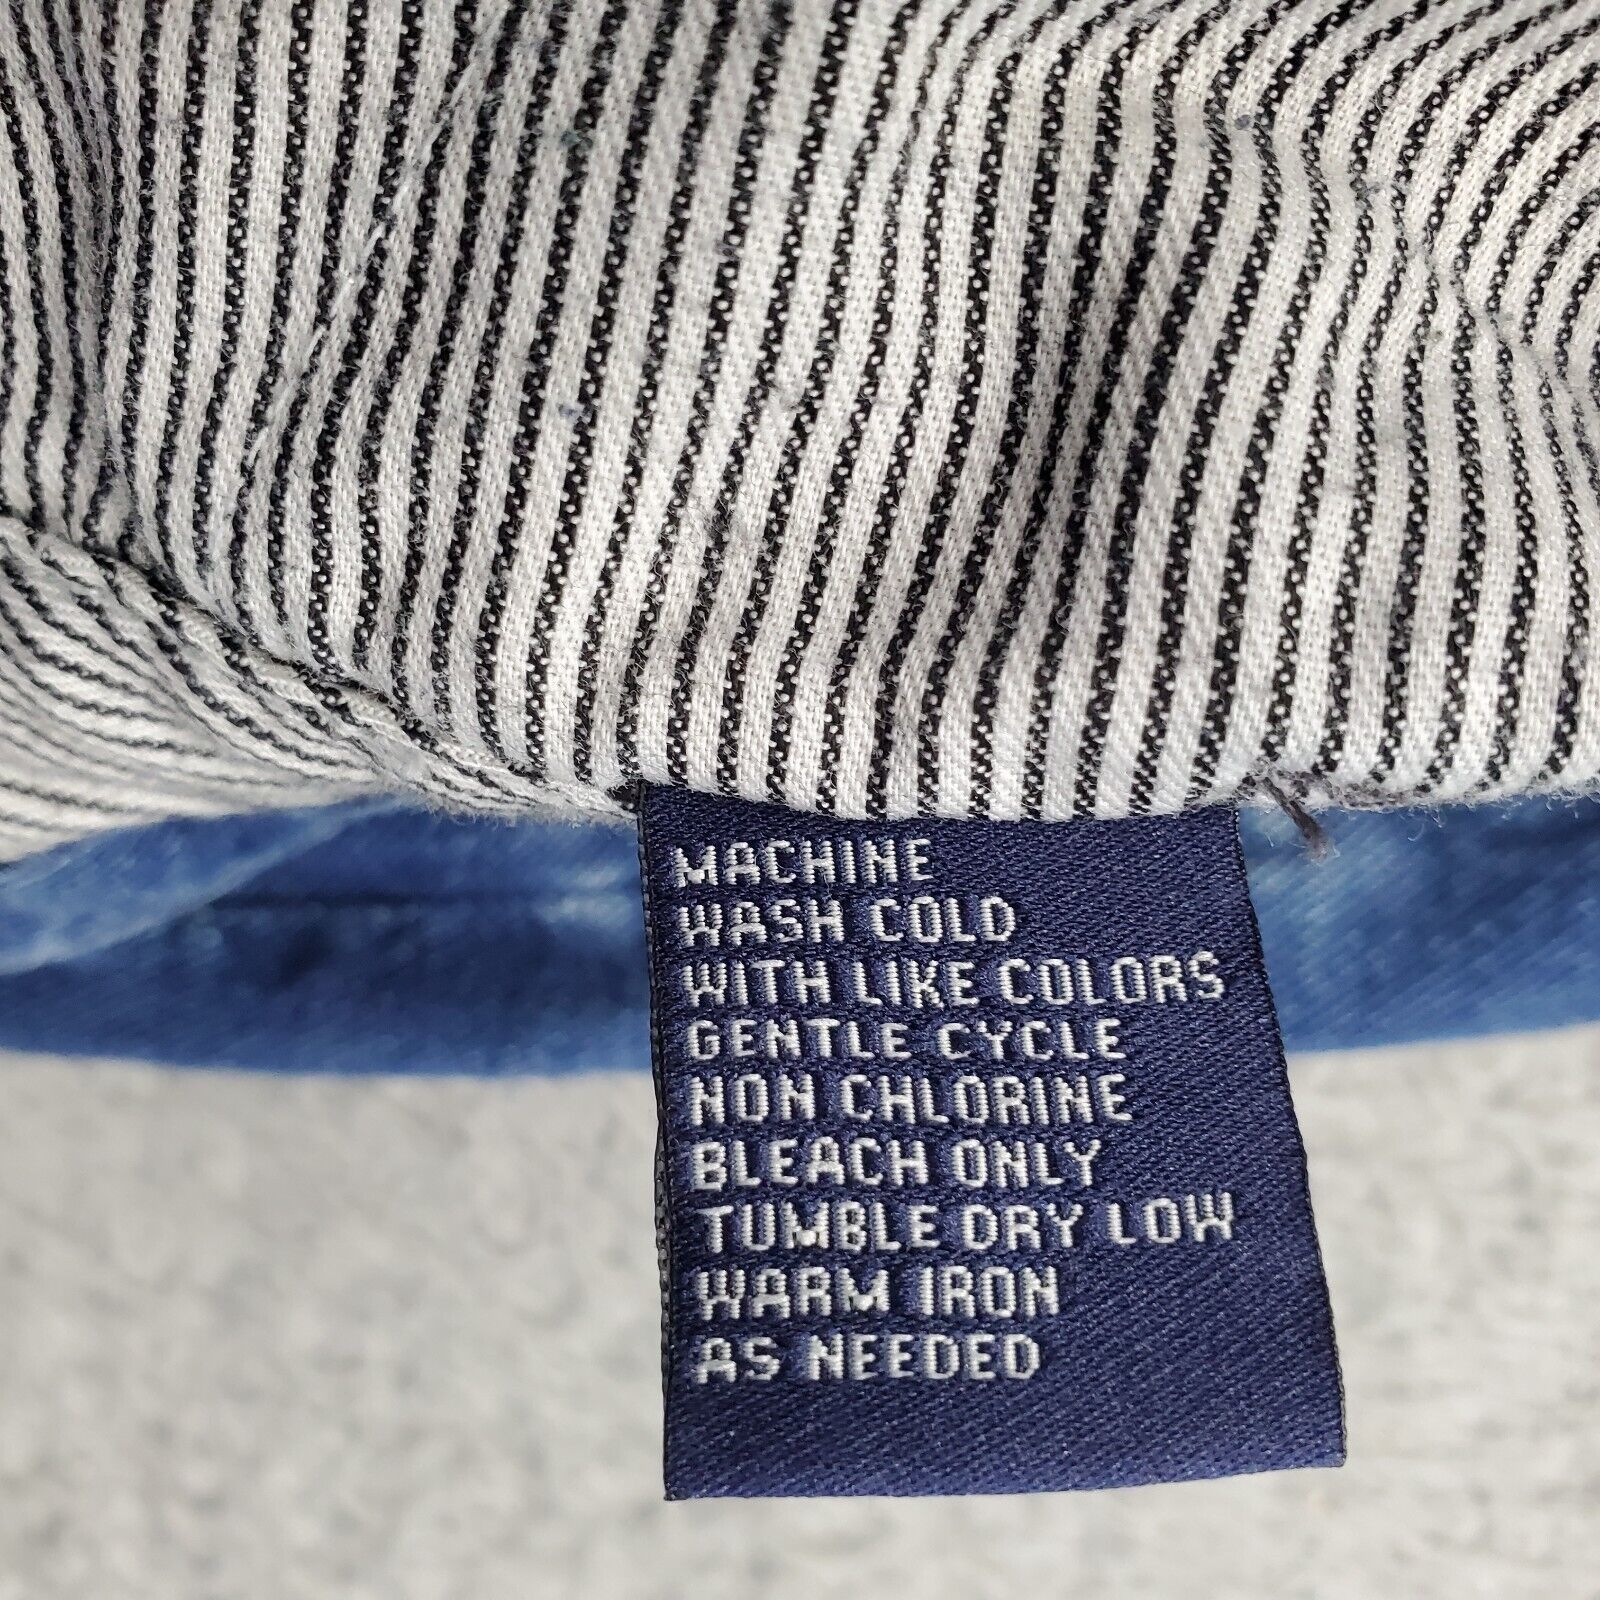 MACHINE
WASH COLD
WITH LIKE COLORS
GENTLE CYCLE
NON CHLORINE
BLEACH ONLY
TUMBLE DRY LOW
WARM IRON
AS NEEDED